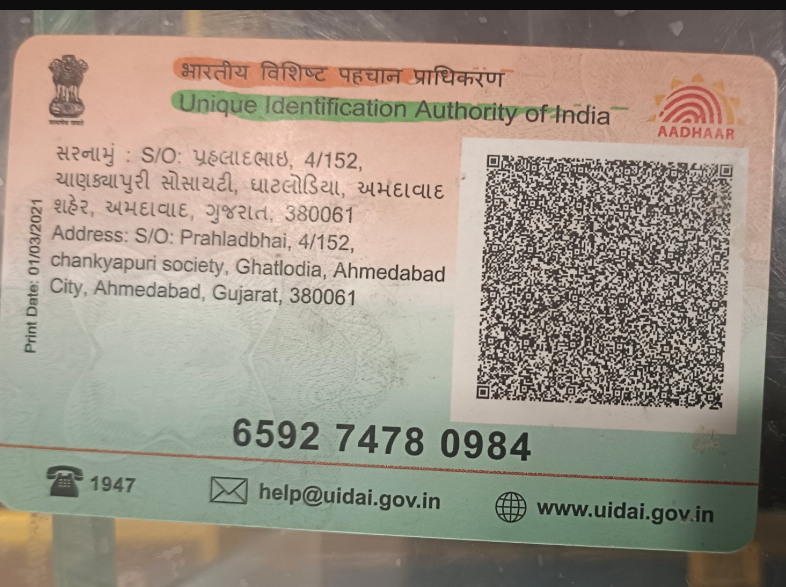 भारतीय विशिष्ट पहचान प्राधिकरण
Unique Identification Authority of India
AADHAAR
સરનામું : S/O: પ્રહલાદભાઇ, 4/152,
ચાણક્યાપુરી સોસાયટી, ઘાટલોડિયા, અમદાવાદ
શહેર, અમદાવાદ, ગુજરાત, 380061
Address: S/O: Prahladbhai, 4/152,
chankyapuri society, Ghatlodia, Ahmedabad
City, Ahmedabad, Gujarat, 380061
Print Date: 01/03/2021
6592 7478 0984
1947
help@uidai.gov.in
www.uidai.gov.in